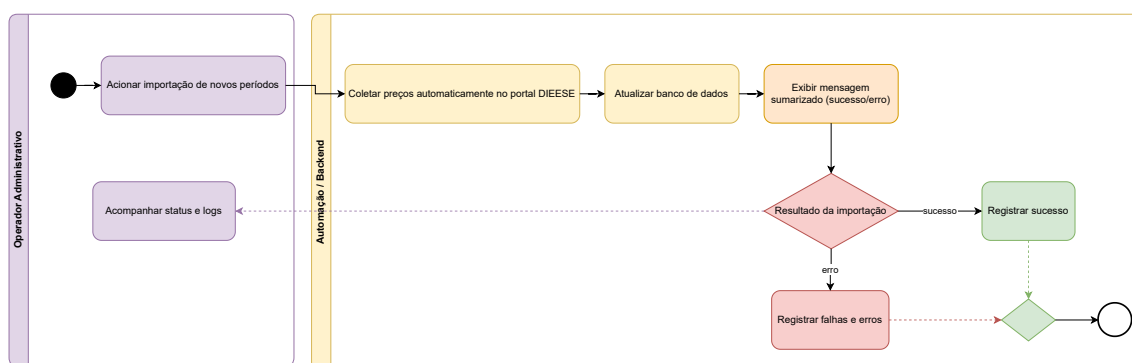 Operador Administrativo
Acionar importação de novos períodos
Acompanhar status e logs
Automação / Backend
Coletar preços automaticamente no portal DIEESE
Atualizar banco de dados
Exibir mensagem
sumarizado (sucesso/erro)
Resultado da importação
sucesso
Registrar sucesso
erro
Registrar falhas e erros